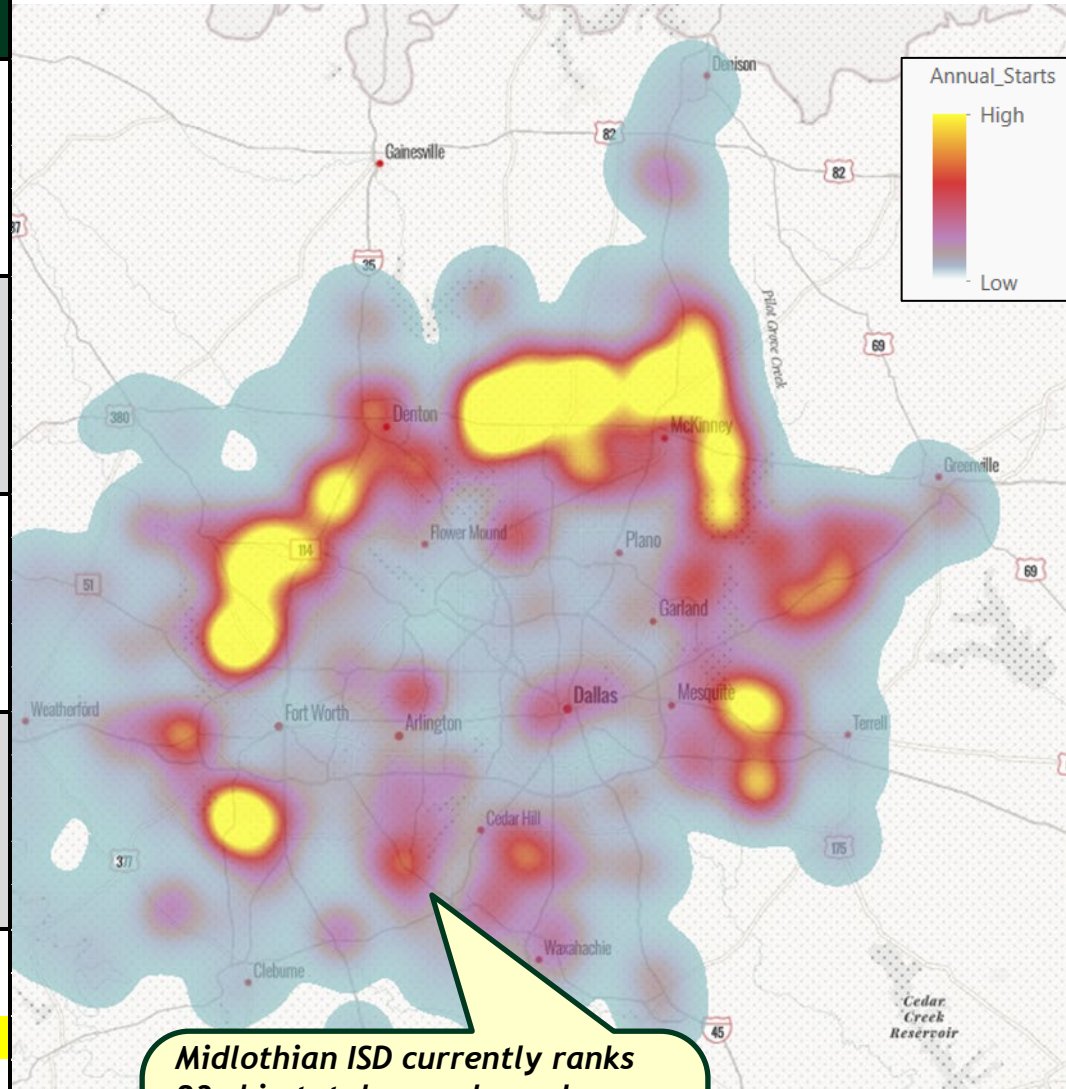 Denison
Annual_Starts
High
82
Gainesville
82
37
35
Low
Pilot Grove Creek
69
380
Denton
McKinney
Greenville
Flower Mound
Plano
114
51
69
Garland
Weatherford
Fort Worth
Arlington
Dallas
Mesquite
Terrell
Cedar Hill
377
175
Waxahachie
Cleburne
Cedar
Creek
Reservoir
45
Midlothian ISD currently ranks